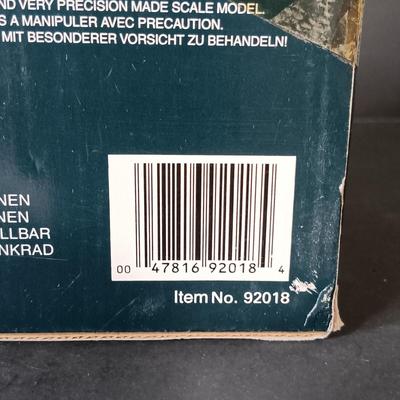 ND VERY PRECISION MADE SCALE MODEL.
S A MANIPULER AVEC PRECAUTION.
MIT BESONDERER VORSICHT ZU BEHANDELN!
NEN
NEN
LLBAR
NKRAD
00 47816 92018 4
Item No. 92018